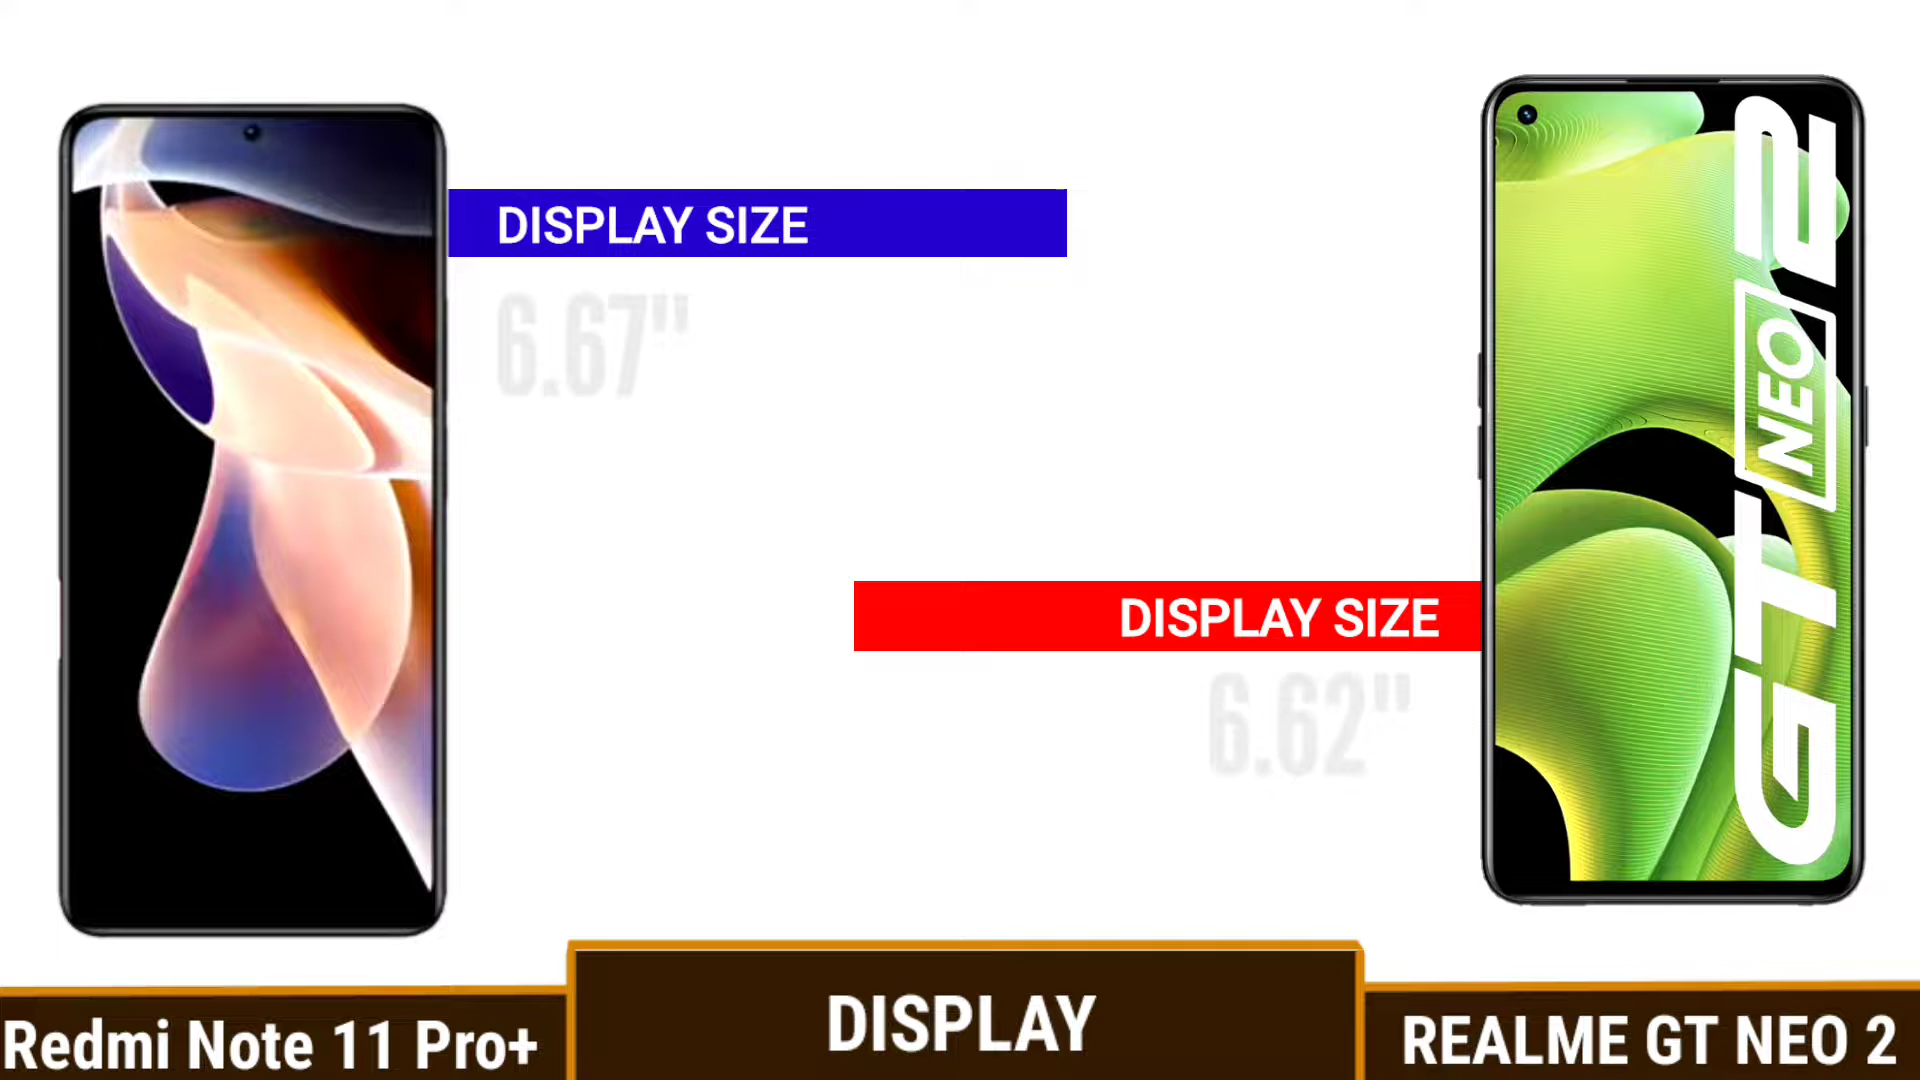 DISPLAY SIZE
6.67"
DISPLAY SIZE
6.62"
GT NEO 2
Redmi Note 11 Pro+
DISPLAY
REALME GT NEO 2